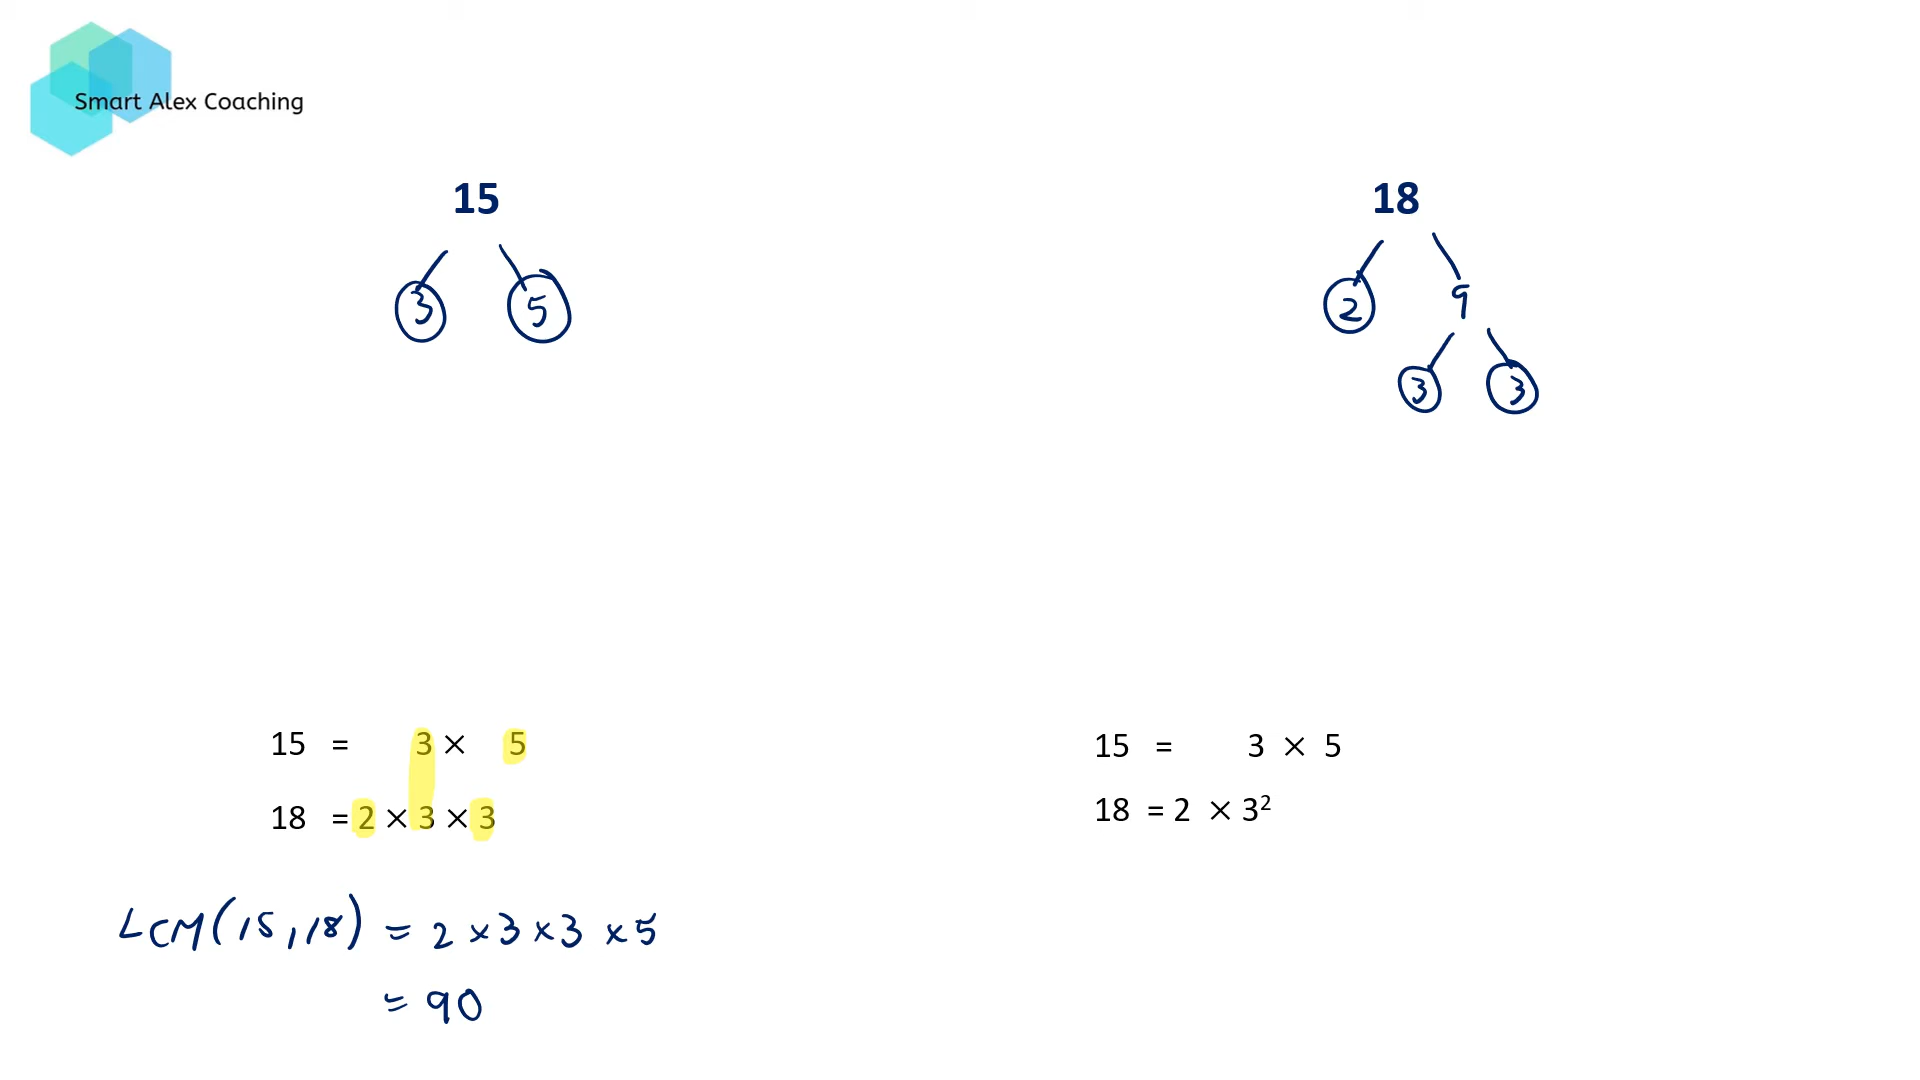 Smart Alex Coaching
15
3 5
18
2 9
3 3
15 = 3 × 5
18 = 2 × 3 × 3
LCM(15,18) = 2 × 3 × 3 × 5
= 90
15 = 3 × 5
18 = 2 × 3²